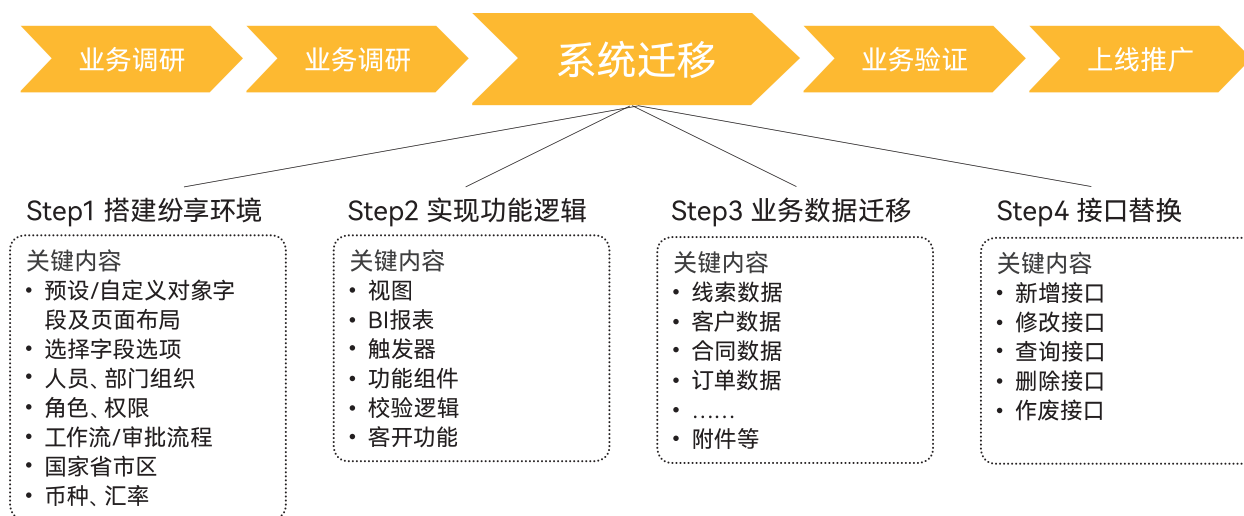 业务调研
业务调研
系统迁移
业务验证
上线推广
Step1 搭建纷享环境
关键内容
• 预设/自定义对象字
段及页面布局
• 选择字段选项
• 人员、部门组织
• 角色、权限
• 工作流/审批流程
• 国家省市区
• 币种、汇率
Step2 实现功能逻辑
关键内容
• 视图
• BI报表
• 触发器
• 功能组件
• 校验逻辑
• 客开功能
Step3 业务数据迁移
关键内容
• 线索数据
• 客户数据
• 合同数据
• 订单数据
• ……
• 附件等
Step4 接口替换
关键内容
• 新增接口
• 修改接口
• 查询接口
• 删除接口
• 作废接口